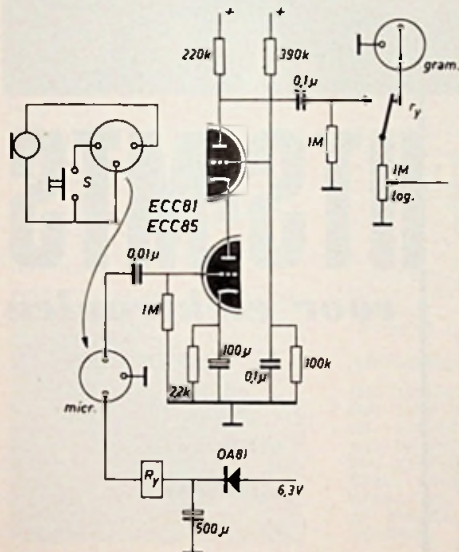 + +
220k 390k
0,1µ
gram.
ry
1M
1M
log.
S
ECC81
ECC85
0,01µ
1M
100µ
22k
0,1µ
100k
micr.
OA81
Ry
6,3V
500µ